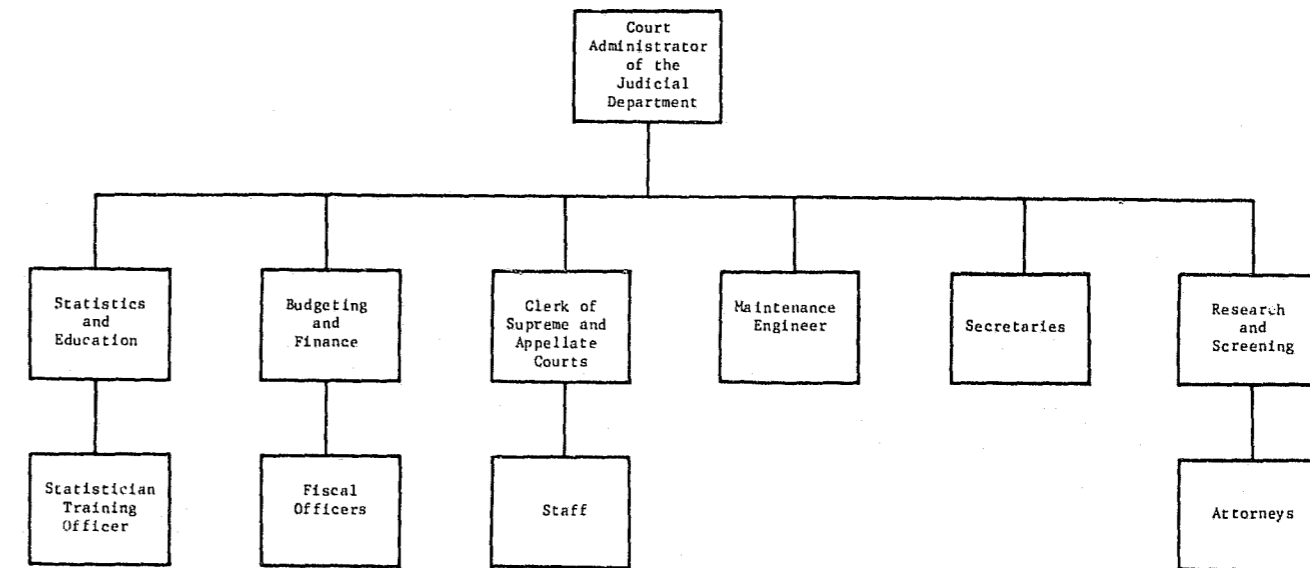 Court
Administrator
of the
Judicial
Department
Statistics
and
Education
Budgeting
and
Finance
Clerk of
Supreme and
Appellate
Courts
Maintenance
Engineer
Secretaries
Research
and
Screening
Statistician
Training
Officer
Fiscal
Officers
Staff
Attorneys